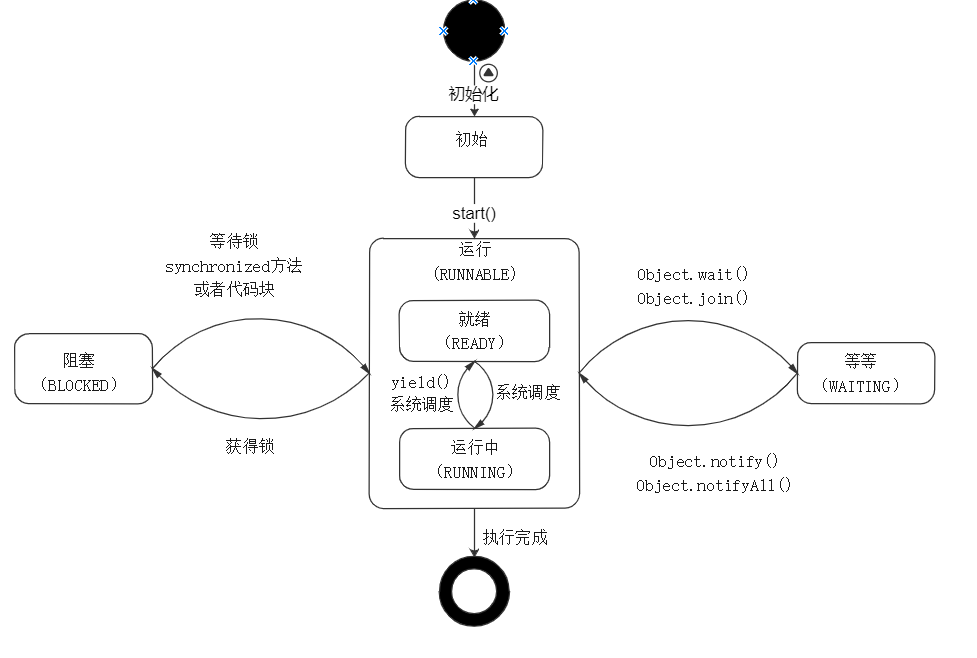 初始化
初始
start()
等待锁
synchronized方法
或者代码块
运行
(RUNNABLE)
Object.wait()
Object.join()
就绪
(READY)
阻塞
(BLOCKED)
等等
(WAITING)
yield()
系统调度
系统调度
运行中
(RUNNING)
获得锁
Object.notify()
Object.notifyAll()
执行完成